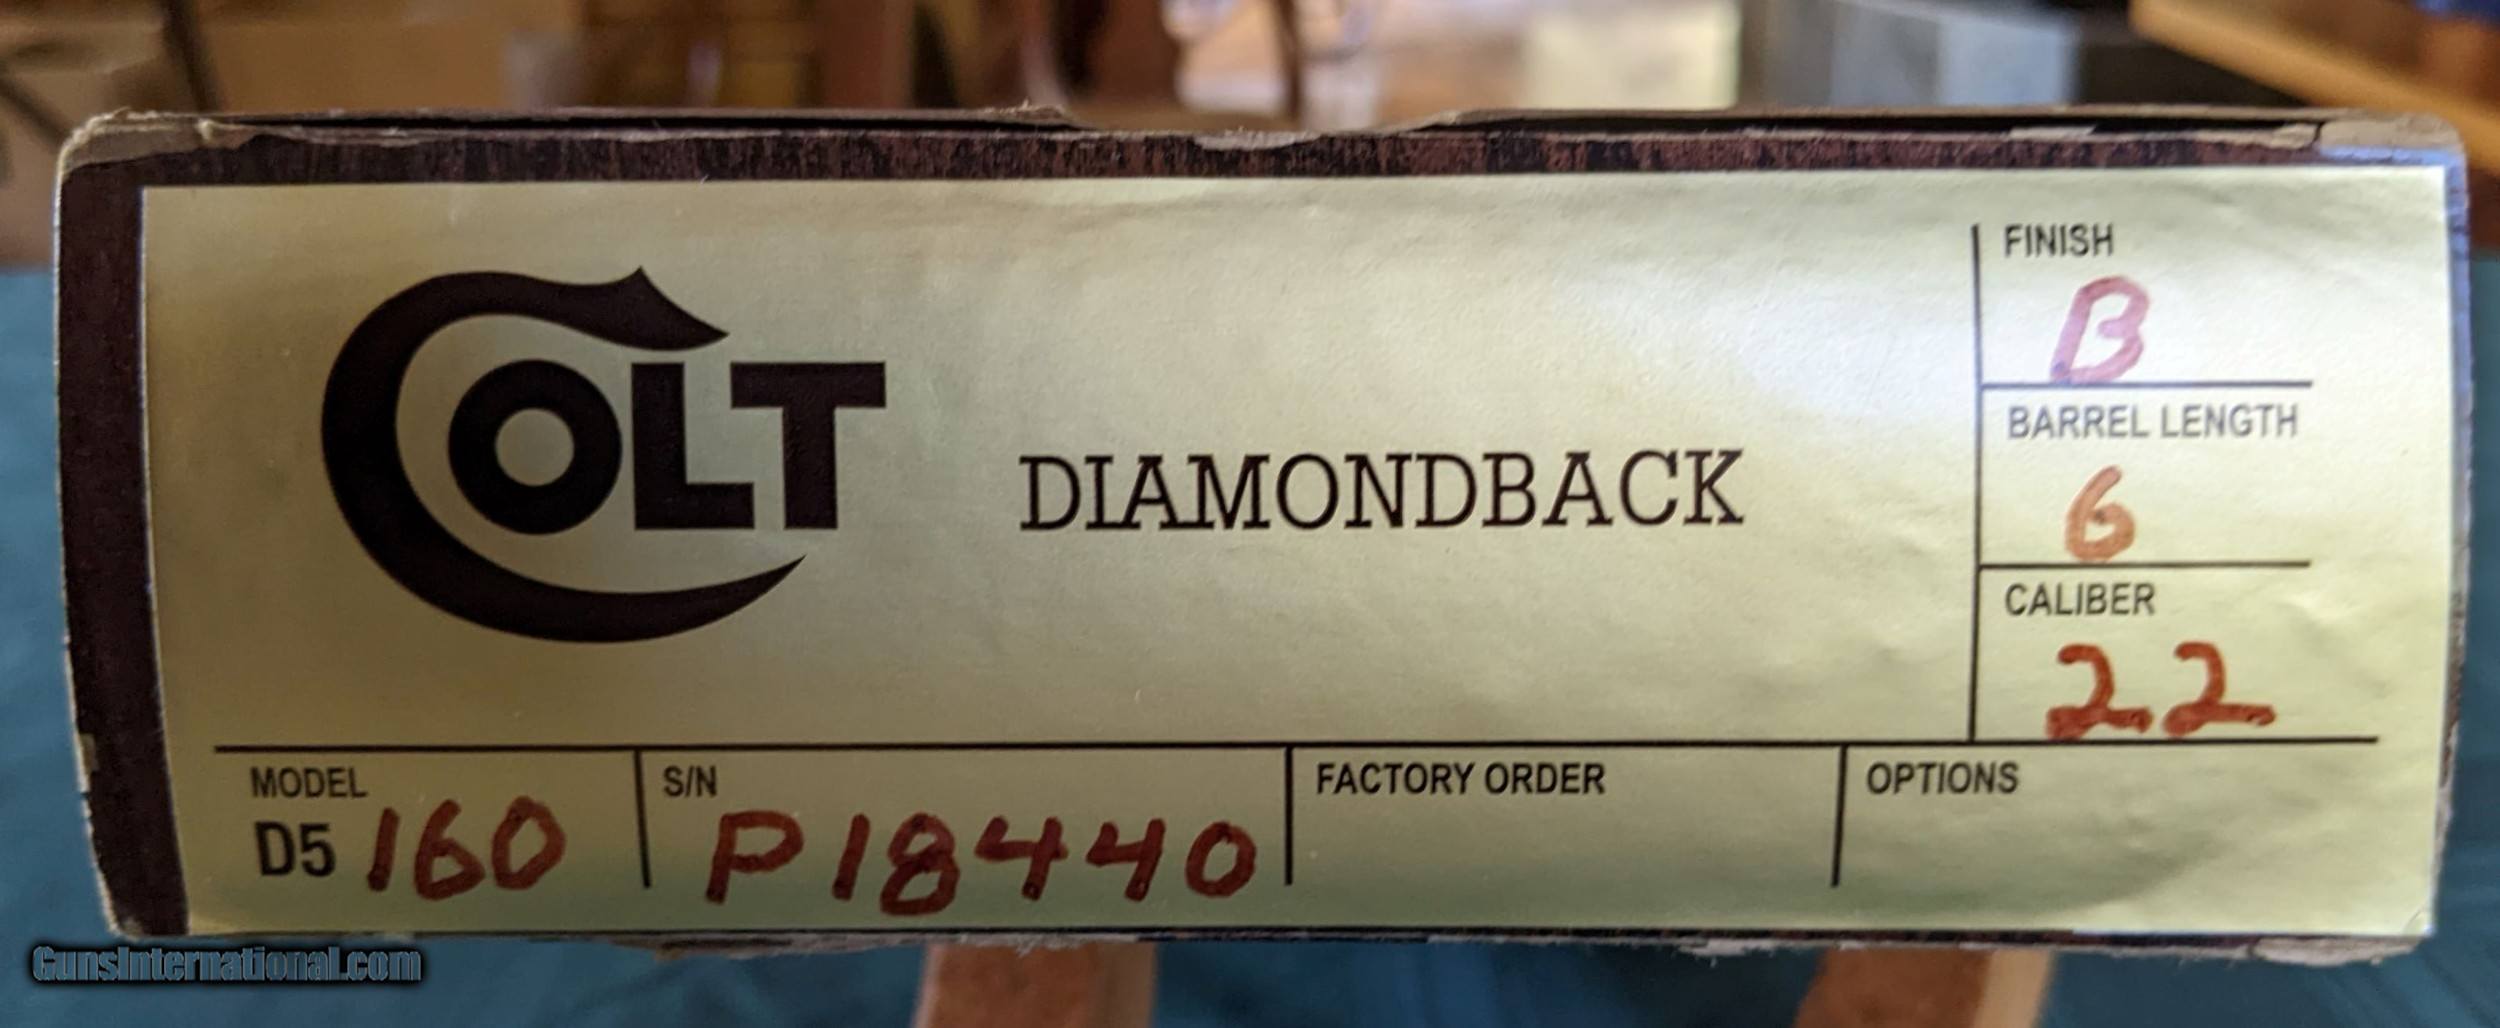 COLT
DIAMONDBACK
FINISH
B
BARREL LENGTH
6
CALIBER
22
MODEL
D5 160
S/N
P18440
FACTORY ORDER
OPTIONS
GunsInternational.com